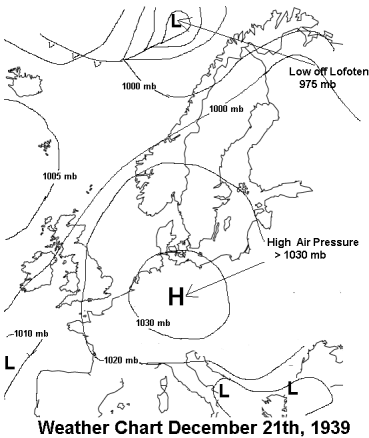 L
Low off Lofoten
975 mb
1000 mb
1000 mb
1005 mb
High Air Pressure
> 1030 mb
H
1030 mb
1010 mb
1020 mb
L
L
L
Weather Chart December 21th, 1939